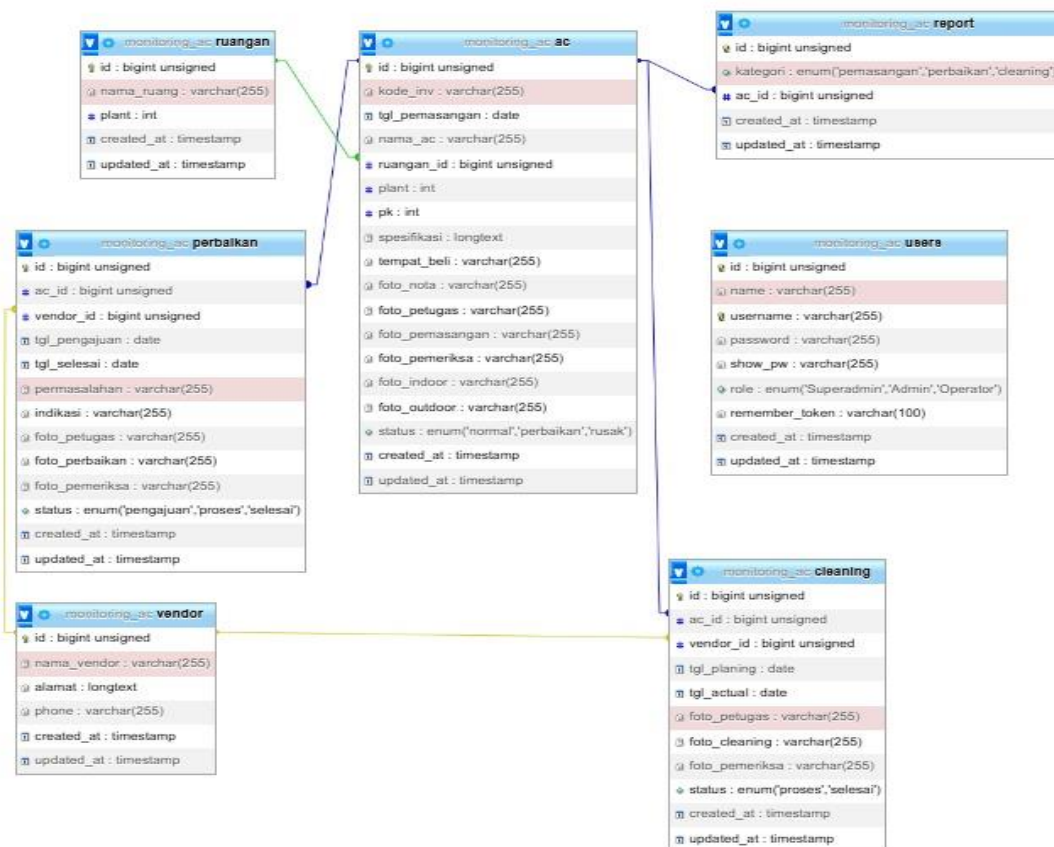 monitoring_ac ruangan
id : bigint unsigned
nama_ruang : varchar(255)
plant : int
created_at : timestamp
updated_at : timestamp
monitoring_ac ac
id : bigint unsigned
kode_inv : varchar(255)
tgl_pemasangan : date
nama_ac : varchar(255)
ruangan_id : bigint unsigned
plant : int
pk : int
spesifikasi : longtext
tempat_beli : varchar(255)
foto_nota : varchar(255)
foto_petugas : varchar(255)
foto_pemasangan : varchar(255)
foto_pemeriksa : varchar(255)
foto_indoor : varchar(255)
foto_outdoor : varchar(255)
status : enum('normal','perbaikan','rusak')
created_at : timestamp
updated_at : timestamp
monitoring_ac report
id : bigint unsigned
kategori : enum('pemasangan','perbaikan','cleaning'
ac_id : bigint unsigned
created_at : timestamp
updated_at : timestamp
monitoring_ac perbaikan
id : bigint unsigned
ac_id : bigint unsigned
vendor_id : bigint unsigned
tgl_pengajuan : date
tgl_selesai : date
permasalahan : varchar(255)
indikasi : varchar(255)
foto_petugas : varchar(255)
foto_perbaikan : varchar(255)
foto_pemeriksa : varchar(255)
status : enum('pengajuan','proses','selesai')
created_at : timestamp
updated_at : timestamp
monitoring_ac users
id : bigint unsigned
name : varchar(255)
username : varchar(255)
password : varchar(255)
show_pw : varchar(255)
role : enum('Superadmin','Admin','Operator')
remember_token : varchar(100)
created_at : timestamp
updated_at : timestamp
monitoring_ac vendor
id : bigint unsigned
nama_vendor : varchar(255)
alamat : longtext
phone : varchar(255)
created_at : timestamp
updated_at : timestamp
monitoring_ac cleaning
id : bigint unsigned
ac_id : bigint unsigned
vendor_id : bigint unsigned
tgl_planing : date
tgl_actual : date
foto_petugas : varchar(255)
foto_cleaning : varchar(255)
foto_pemeriksa : varchar(255)
status : enum('proses','selesai')
created_at : timestamp
updated_at : timestamp